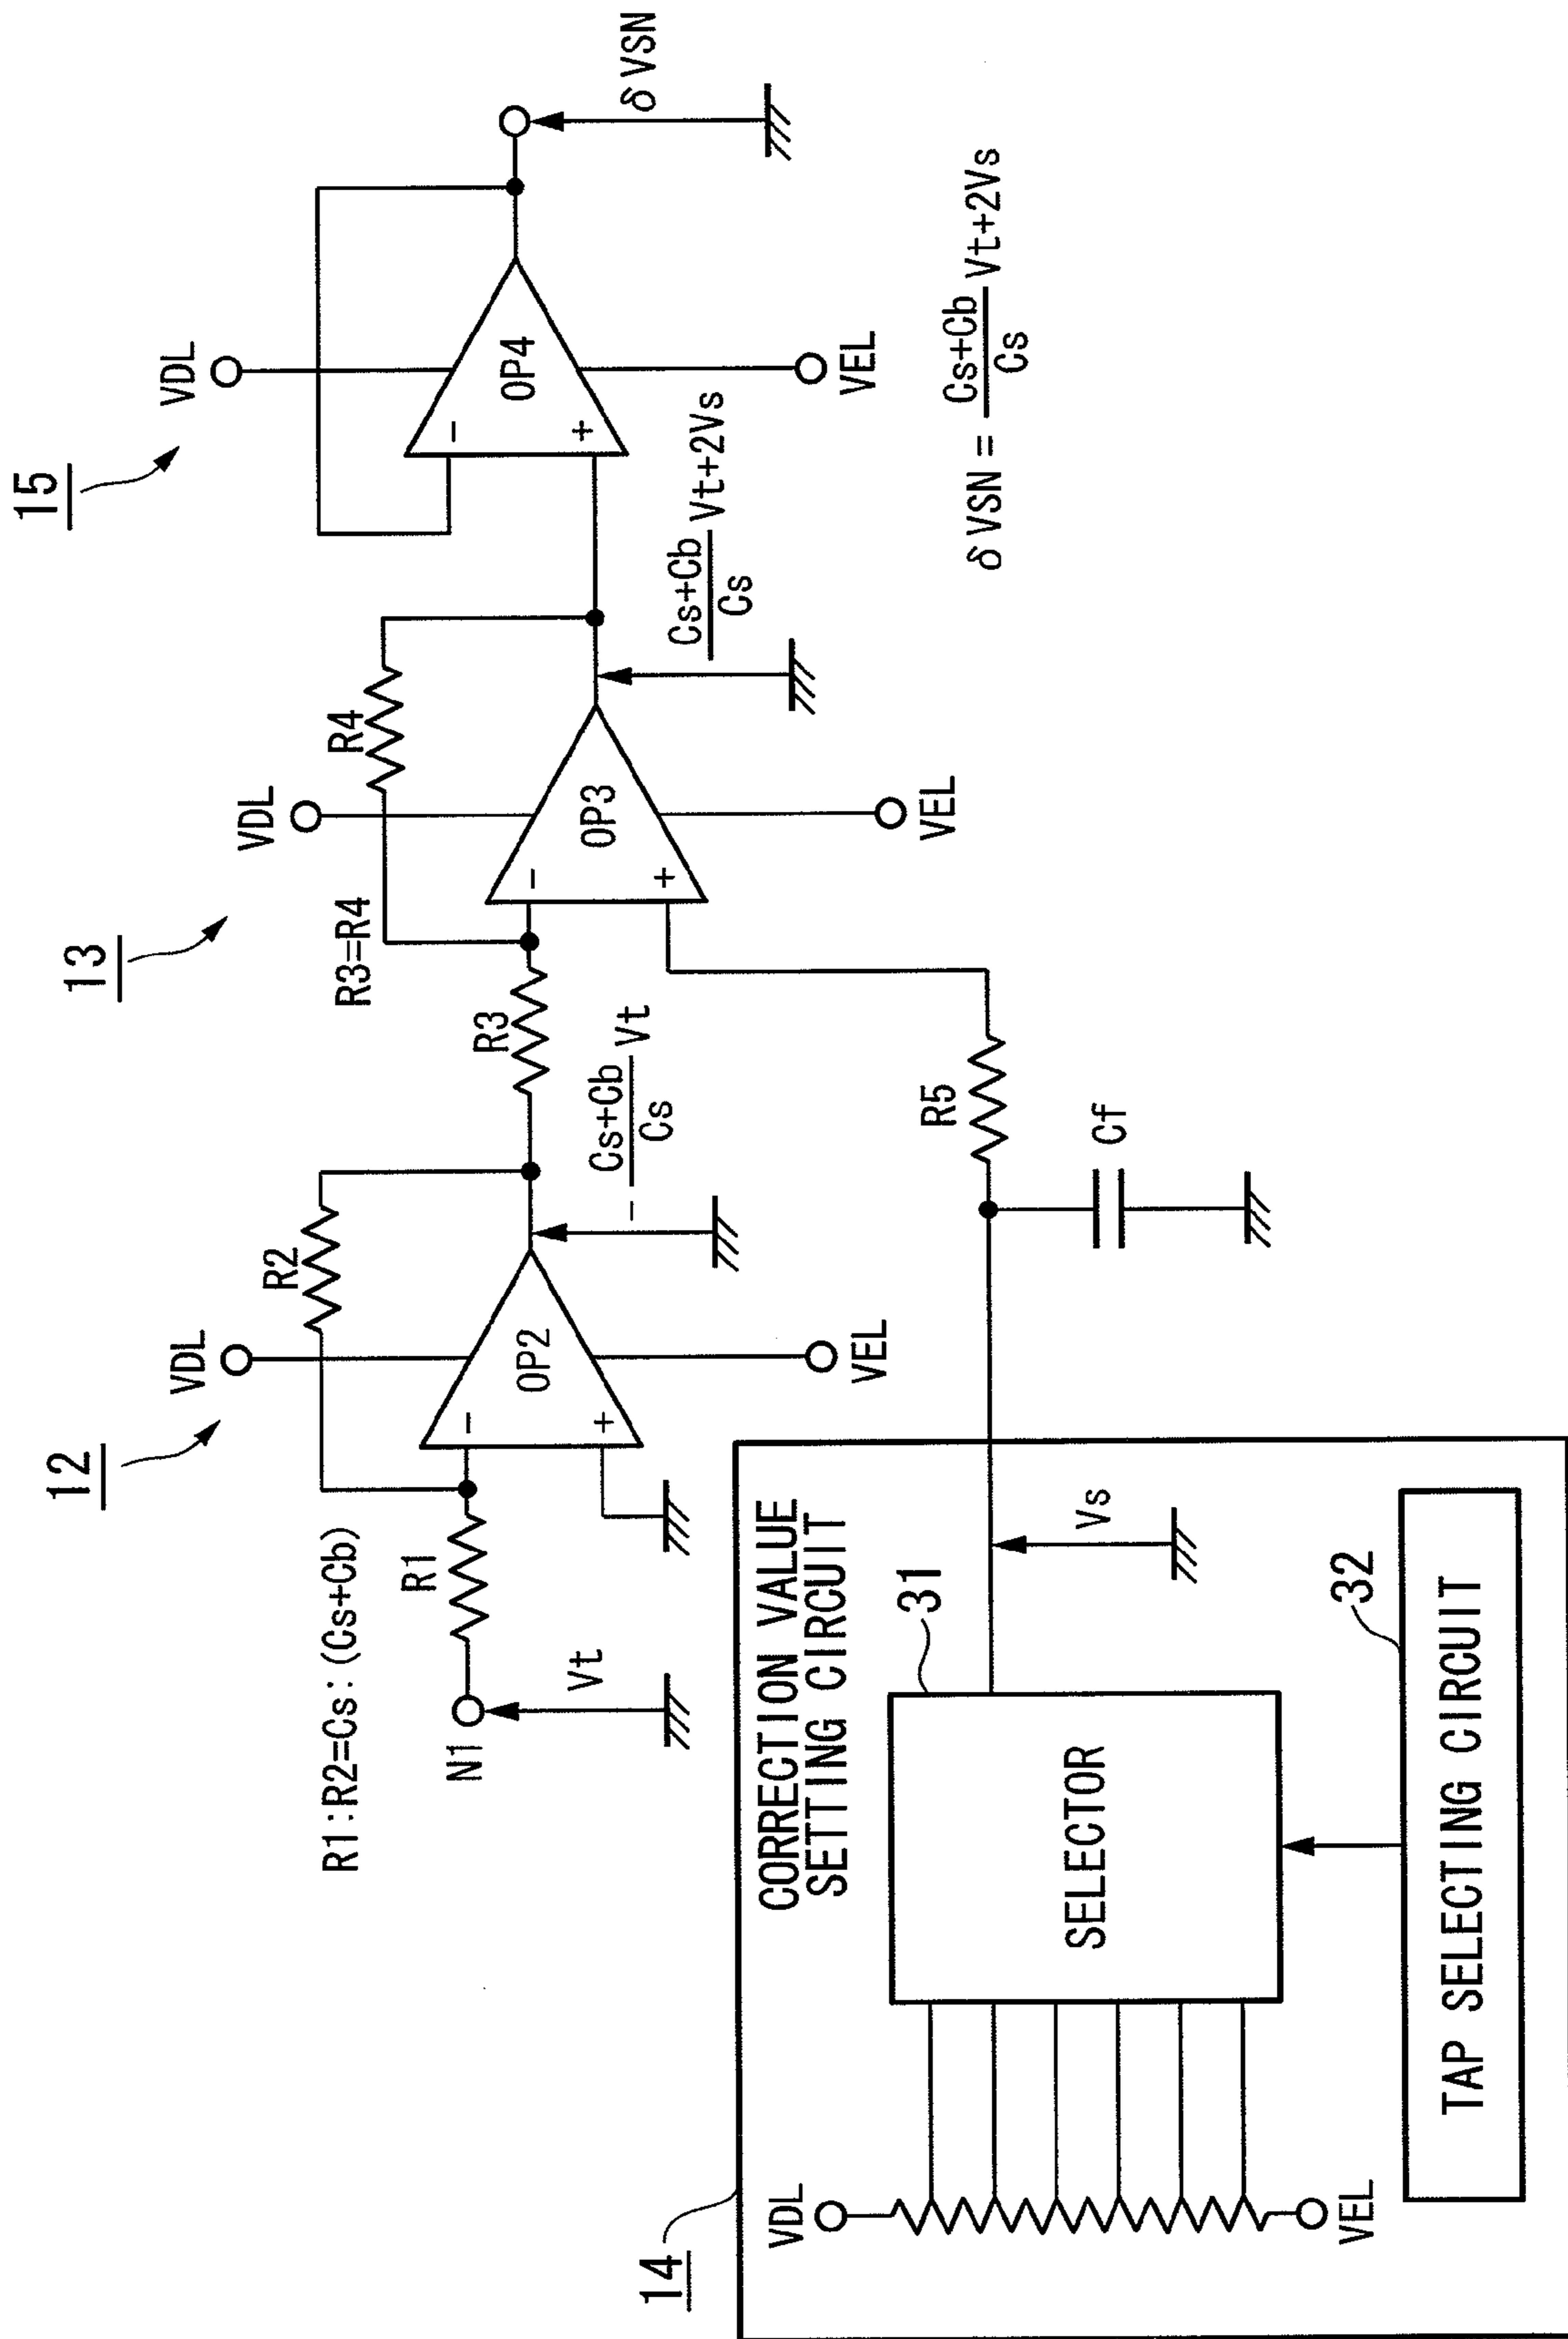 12
VDL
R1:R2=Cs:(Cs+Cb)
R2
R1
N1
Vt
-
+
OP2
VEL
- Cs+Cb
Cs
Vt
13
VDL
R3=R4
R4
R3
-
+
OP3
VEL
Cs+Cb
Cs
Vt+2Vs
15
VDL
-
+
OP4
VEL
δVSN
δVSN = Cs+Cb
Cs
Vt+2Vs
14
CORRECTION VALUE
SETTING CIRCUIT
VDL
VEL
SELECTOR
31
Vs
TAP SELECTING CIRCUIT
32
R5
Cf